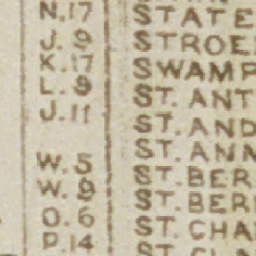 N.17 STATE
J. 9 STROE
K.17 SWAMP
L. 8 ST. ANT
J.11 ST. AND
ST. ANN
W. 5 ST. BER
W. 9 ST. BER
O. 6 ST. CHA
P.14